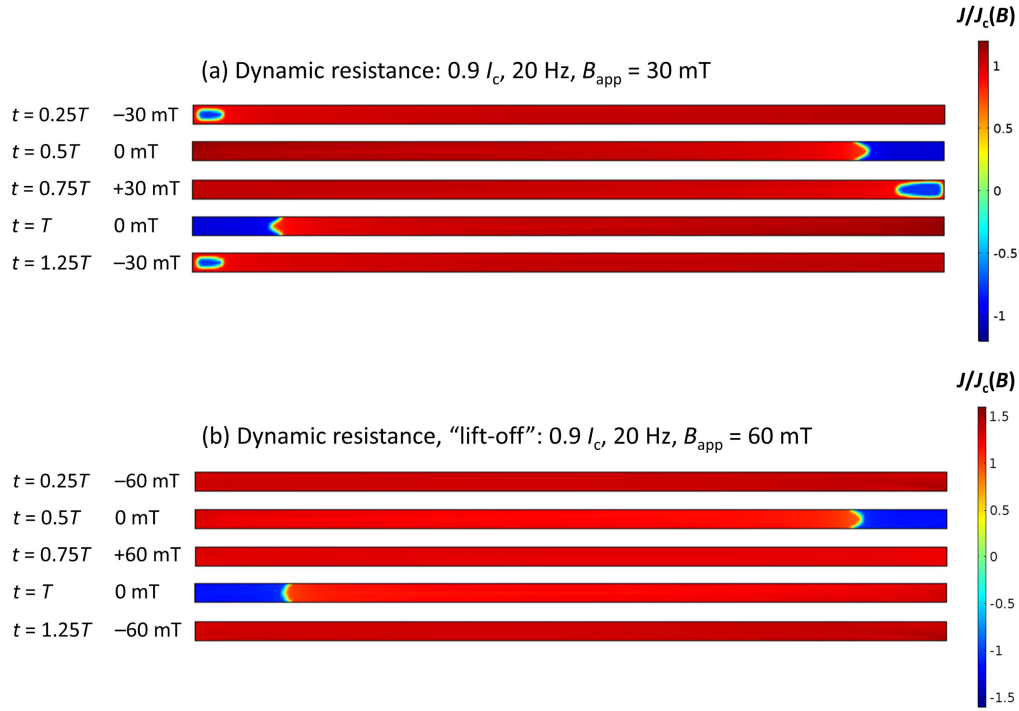 J/Jc(B)
(a) Dynamic resistance: 0.9 Ic, 20 Hz, Bapp = 30 mT
t = 0.25T –30 mT
t = 0.5T 0 mT
t = 0.75T +30 mT
t = T 0 mT
t = 1.25T –30 mT
1
0.5
0
-0.5
-1
J/Jc(B)
(b) Dynamic resistance, “lift-off”: 0.9 Ic, 20 Hz, Bapp = 60 mT
t = 0.25T –60 mT
t = 0.5T 0 mT
t = 0.75T +60 mT
t = T 0 mT
t = 1.25T –60 mT
1.5
1
0.5
0
-0.5
-1
-1.5